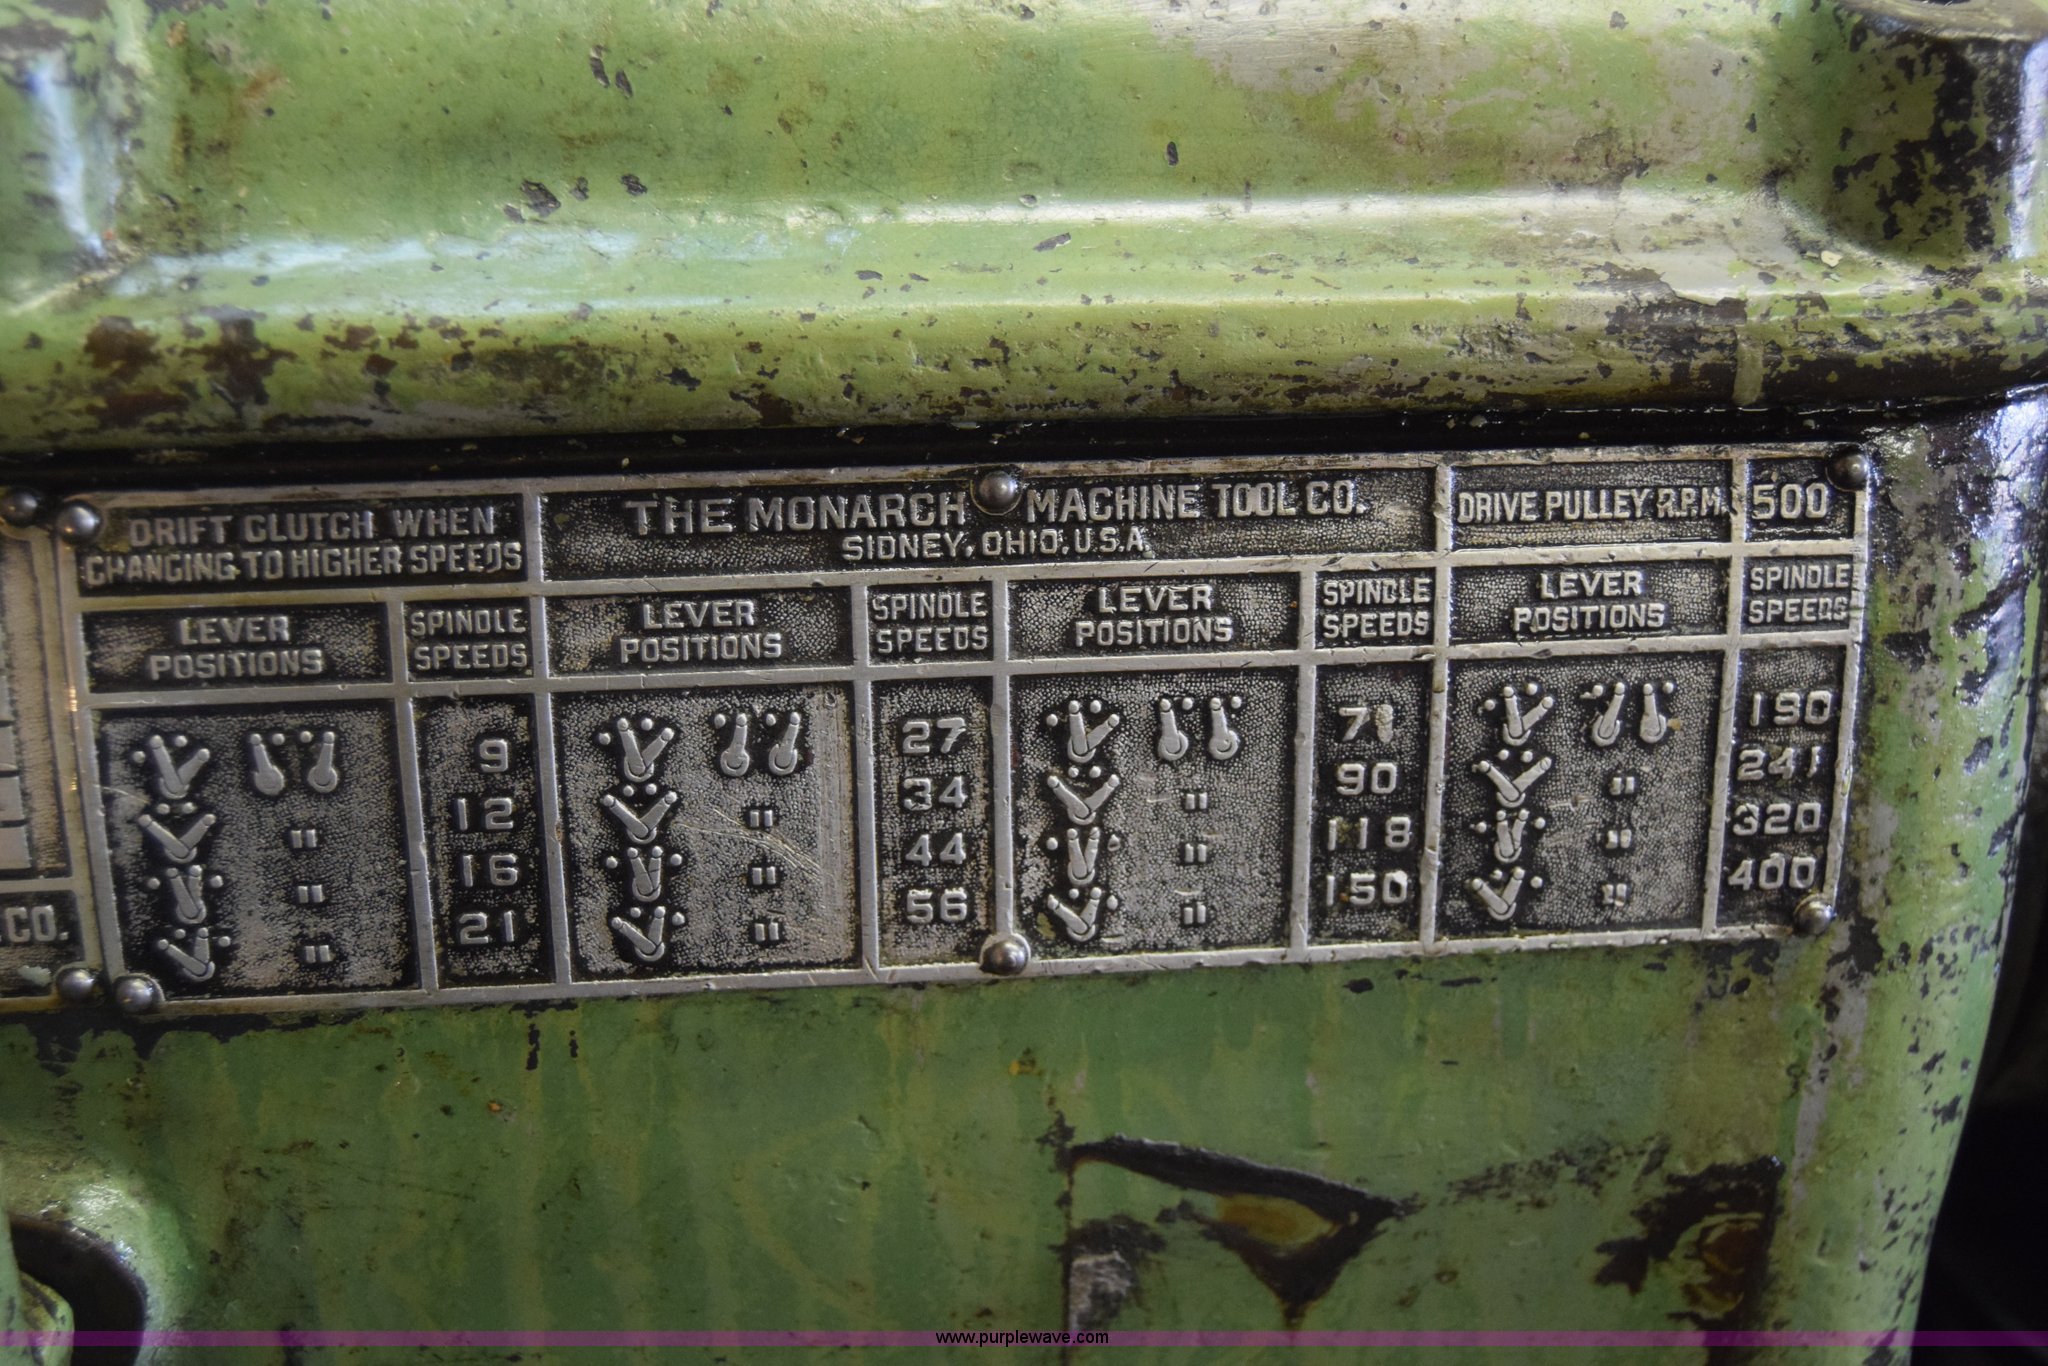 DRIFT CLUTCH WHEN
CHANGING TO HIGHER SPEEDS
THE MONARCH MACHINE TOOL CO.
SIDNEY, OHIO, U.S.A.
DRIVE PULLEY R.P.M. 500
LEVER POSITIONS SPINDLE SPEEDS LEVER POSITIONS SPINDLE SPEEDS LEVER POSITIONS SPINDLE SPEEDS LEVER POSITIONS SPINDLE SPEEDS
9 27 71 190
" 12 " 34 " 90 " 241
" 16 " 44 " 118 " 320
" 21 " 56 " 150 " 400
CO.
www.purplewave.com